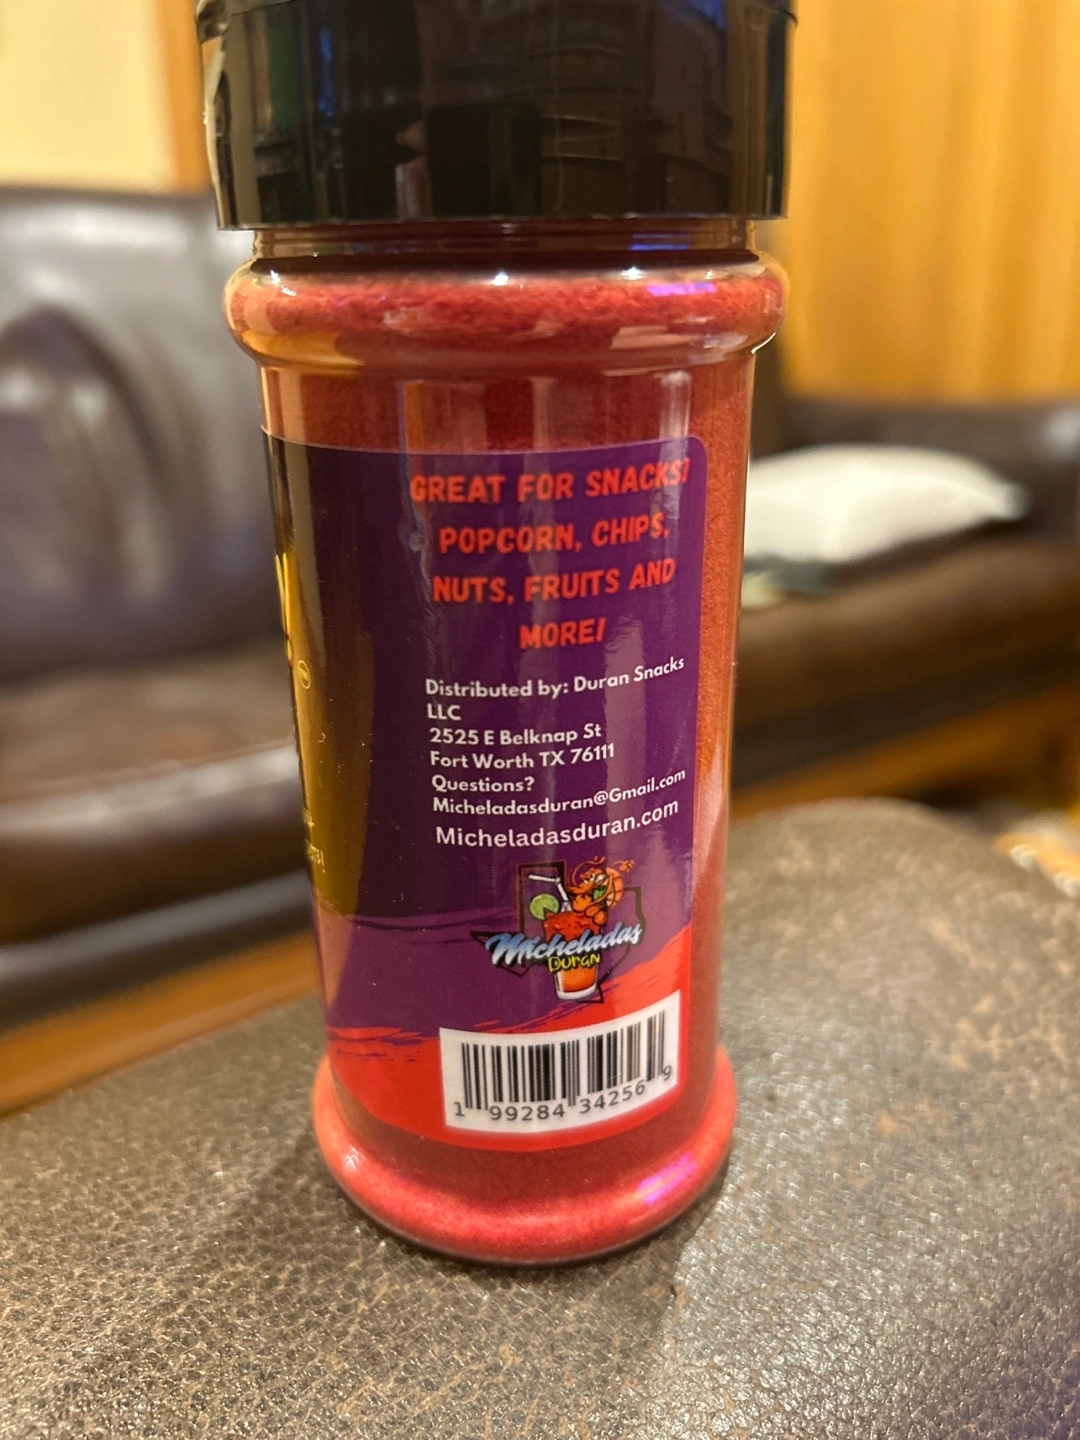 GREAT FOR SNACKS!
POPCORN, CHIPS,
NUTS, FRUITS AND
MORE!
Distributed by: Duran Snacks
LLC
2525 E Belknap St
Fort Worth TX 76111
Questions?
Micheladasduran@Gmail.com
Micheladasduran.com
Micheladas
Duran
1 99284 34256 9